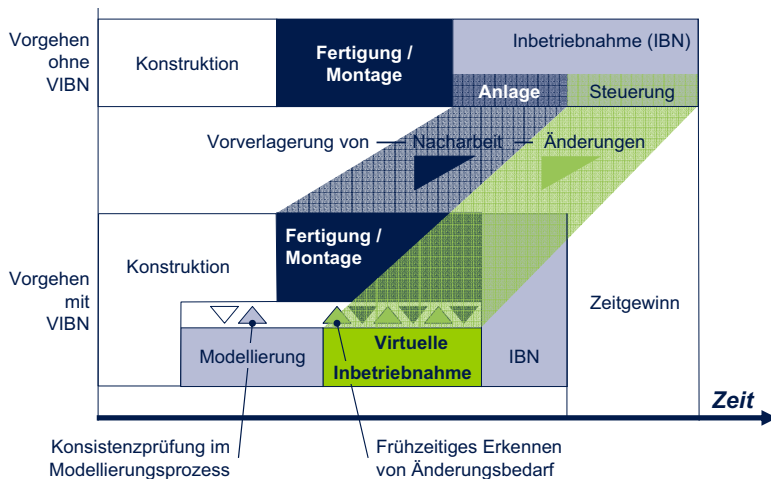 Vorgehen
ohne
VIBN
Konstruktion
Fertigung /
Montage
Inbetriebnahme (IBN)
Anlage
Steuerung
Vorverlagerung von
Nacharbeit
Änderungen
Vorgehen
mit
VIBN
Konstruktion
Fertigung /
Montage
Zeitgewinn
Modellierung
Virtuelle
Inbetriebnahme
IBN
Zeit
Konsistenzprüfung im
Modellierungsprozess
Frühzeitiges Erkennen
von Änderungsbedarf